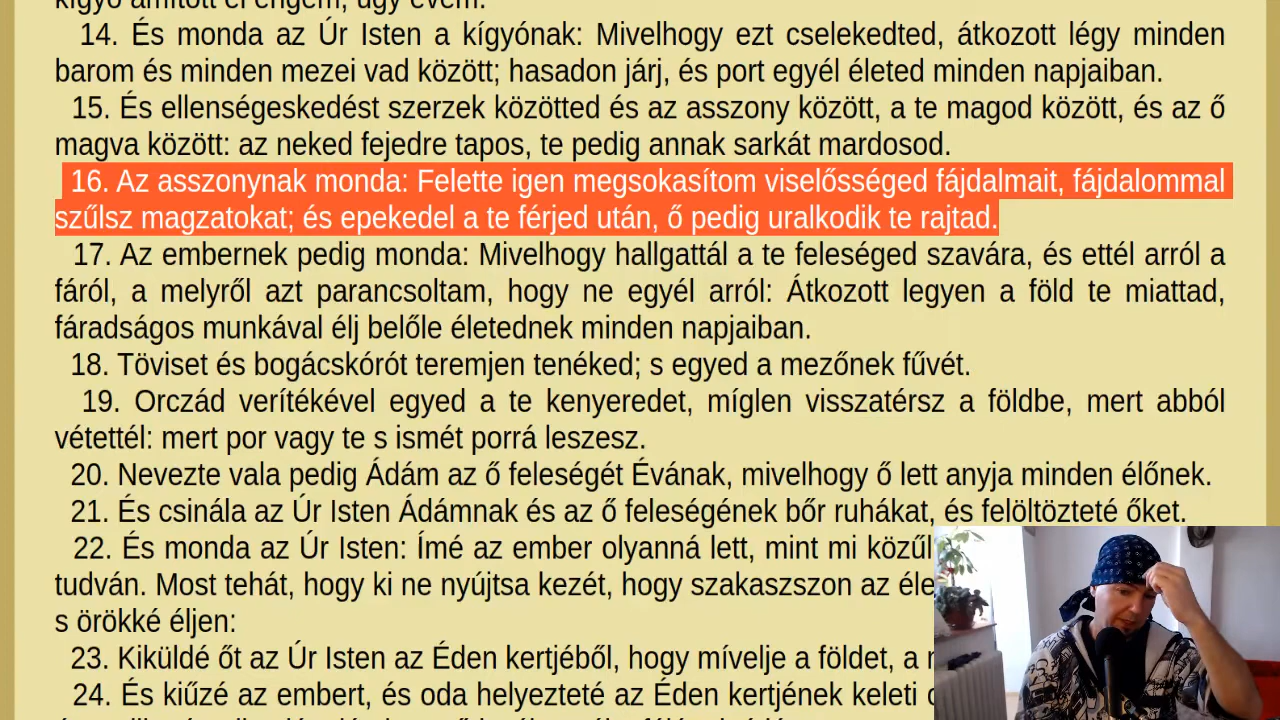 kígyó ámított el engem, úgy evém.
14. És monda az Úr Isten a kígyónak: Mivelhogy ezt cselekedted, átkozott légy minden
barom és minden mezei vad között; hasadon járj, és port egyél életed minden napjaiban.
15. És ellenségeskedést szerzek közötted és az asszony között, a te magod között, és az ő
magva között: az neked fejedre tapos, te pedig annak sarkát mardosod.
16. Az asszonynak monda: Felette igen megsokasítom viselősséged fájdalmait, fájdalommal
szűlsz magzatokat; és epekedel a te férjed után, ő pedig uralkodik te rajtad.
17. Az embernek pedig monda: Mivelhogy hallgattál a te feleséged szavára, és ettél arról a
fáról, a melyről azt parancsoltam, hogy ne egyél arról: Átkozott legyen a föld te miattad,
fáradságos munkával élj belőle életednek minden napjaiban.
18. Töviset és bogácskórót teremjen tenéked; s egyed a mezőnek fűvét.
19. Orczád verítékével egyed a te kenyeredet, míglen visszatérsz a földbe, mert abból
vétettél: mert por vagy te s ismét porrá leszesz.
20. Nevezte vala pedig Ádám az ő feleségét Évának, mivelhogy ő lett anyja minden élőnek.
21. És csinála az Úr Isten Ádámnak és az ő feleségének bőr ruhákat, és felöltözteté őket.
22. És monda az Úr Isten: Ímé az ember olyanná lett, mint mi közűl
tudván. Most tehát, hogy ki ne nyújtsa kezét, hogy szakaszszon az éle
s örökké éljen:
23. Kiküldé őt az Úr Isten az Éden kertjéből, hogy mívelje a földet, a
24. És kiűzé az embert, és oda helyezteté az Éden kertjének keleti